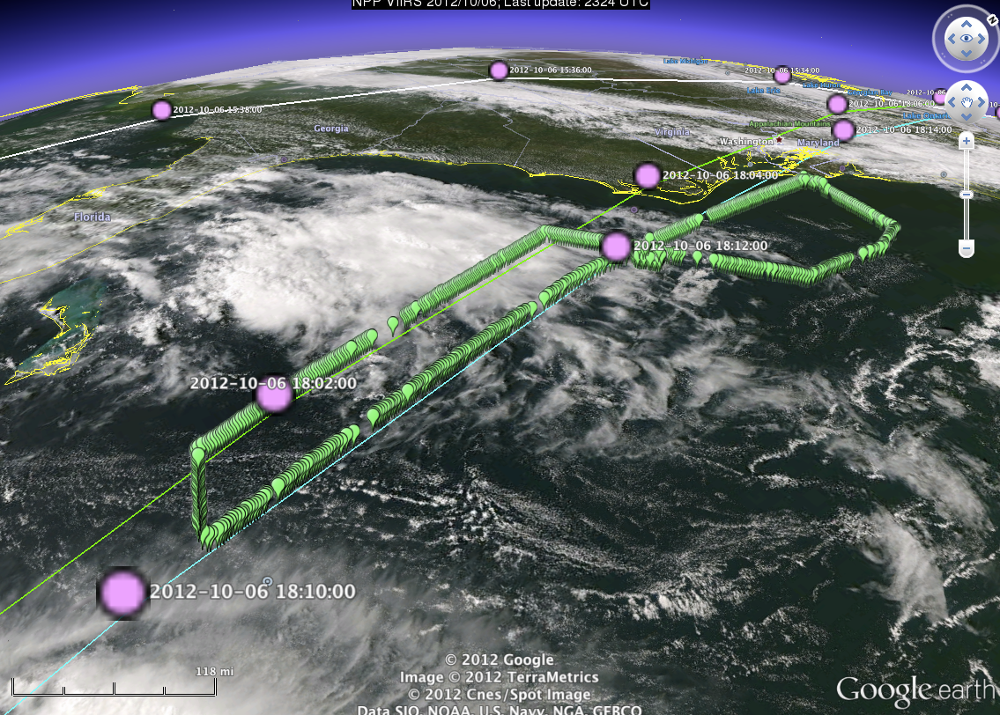 NPP VIIRS 2012/10/06; Last update: 2324 UTC
N
Lake Michigan
2012-10-06 15:36:00
2012-10-06 15:34:00
Lake Huron
Lake Erie
Georgian Bay
2012-10-06
2012-10-06 15:38:00
2012-10-06 18:06:00
10-
Lake Ontario
Appalachian Mountains
Georgia
Virginia
2012-10-06 18:14:00
Washington
Maryland
2012-10-06 18:04:00
Florida
2012-10-06 18:12:00
2012-10-06 18:02:00
2012-10-06 18:10:00
118 mi
© 2012 Google
Image © 2012 TerraMetrics
© 2012 Cnes/Spot Image
Data SIO, NOAA, U.S. Navy, NGA, GEBCO
Google earth